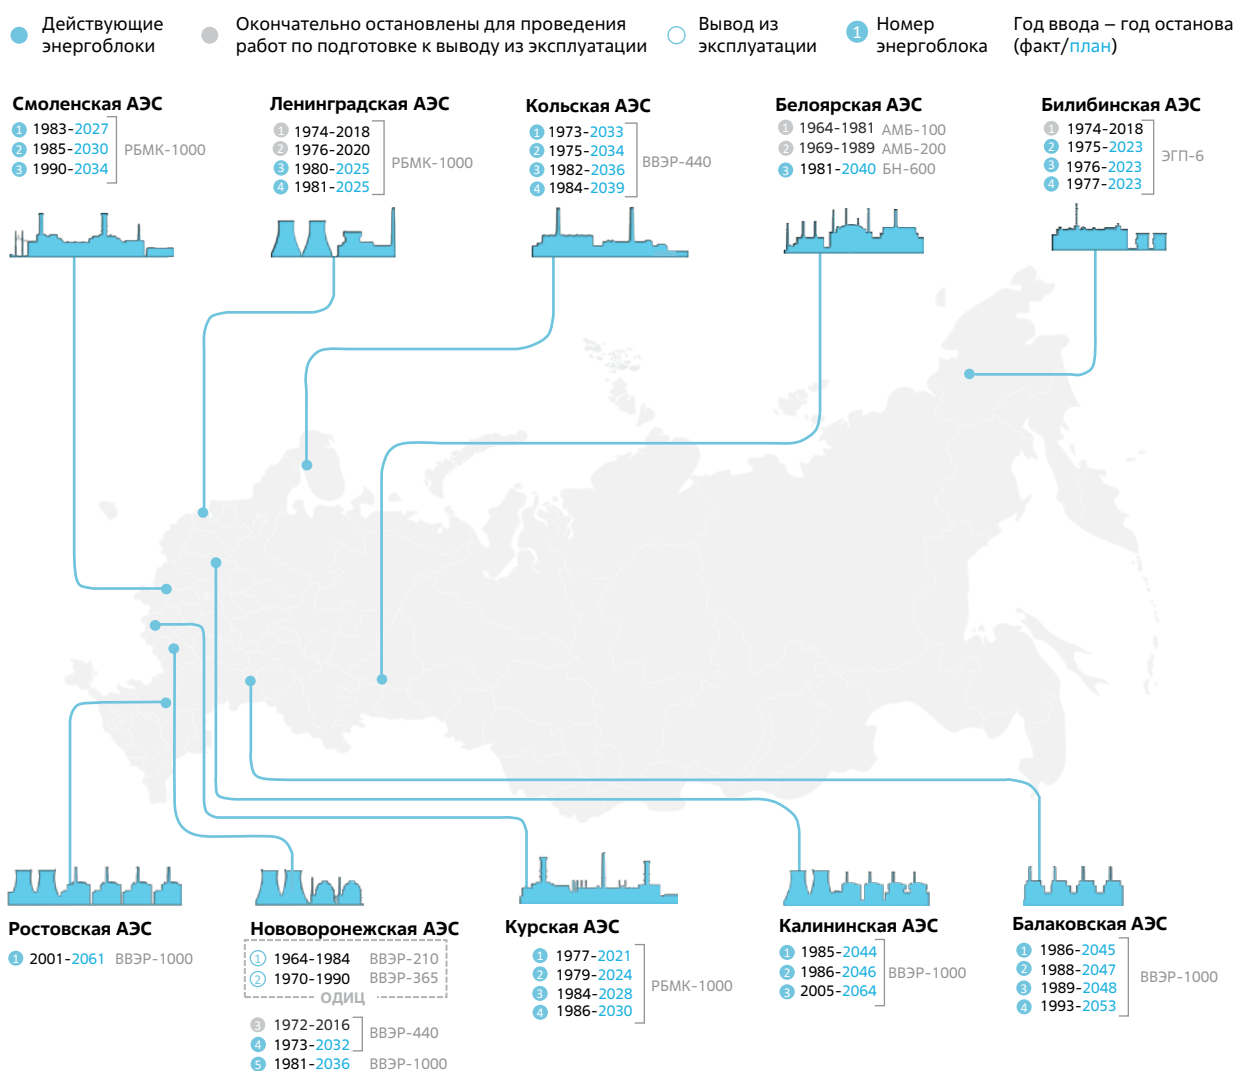 Действующие
энергоблоки
Окончательно остановлены для проведения
работ по подготовке к выводу из эксплуатации
Вывод из
эксплуатации
1
Номер
энергоблока
Год ввода – год останова
(факт/план)
Смоленская АЭС
1 1983-2027
2 1985-2030
3 1990-2034
РБМК-1000
Ленинградская АЭС
1 1974-2018
2 1976-2020
3 1980-2025
4 1981-2025
РБМК-1000
Кольская АЭС
1 1973-2033
2 1975-2034
3 1982-2036
4 1984-2039
ВВЭР-440
Белоярская АЭС
1 1964-1981 АМБ-100
2 1969-1989 АМБ-200
3 1981-2040 БН-600
Билибинская АЭС
1 1974-2018
2 1975-2023
3 1976-2023
4 1977-2023
ЭГП-6
Ростовская АЭС
1 2001-2061 ВВЭР-1000
Нововоронежская АЭС
1 1964-1984 ВВЭР-210
2 1970-1990 ВВЭР-365
ОДИЦ
3 1972-2016
4 1973-2032
ВВЭР-440
5 1981-2036 ВВЭР-1000
Курская АЭС
1 1977-2021
2 1979-2024
3 1984-2028
4 1986-2030
РБМК-1000
Калининская АЭС
1 1985-2044
2 1986-2046
3 2005-2064
ВВЭР-1000
Балаковская АЭС
1 1986-2045
2 1988-2047
3 1989-2048
4 1993-2053
ВВЭР-1000